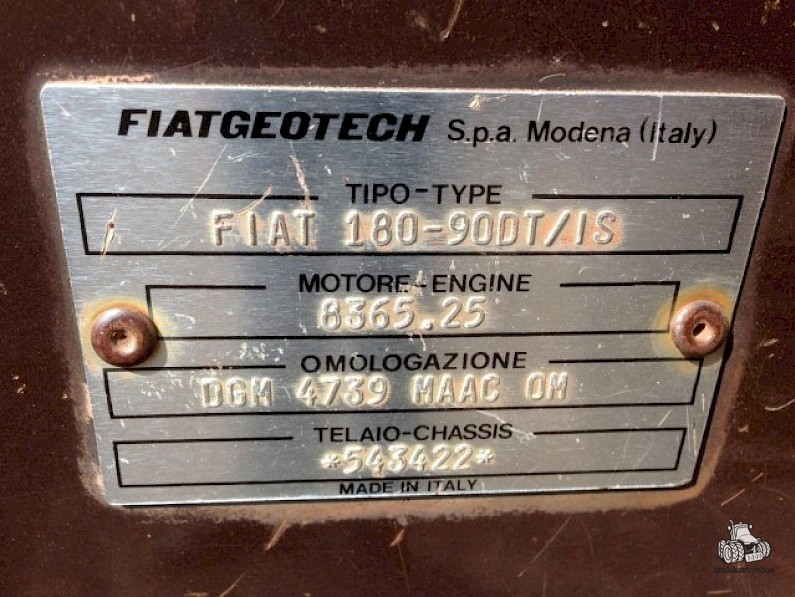 FIATGEOTECH S.p.a. Modena (Italy)
TIPO-TYPE
FIAT 180-90DT/IS
MOTORE-ENGINE
8365.25
OMOLOGAZIONE
DGM 4739 MAAC OM
TELAIO-CHASSIS
*543422*
MADE IN ITALY